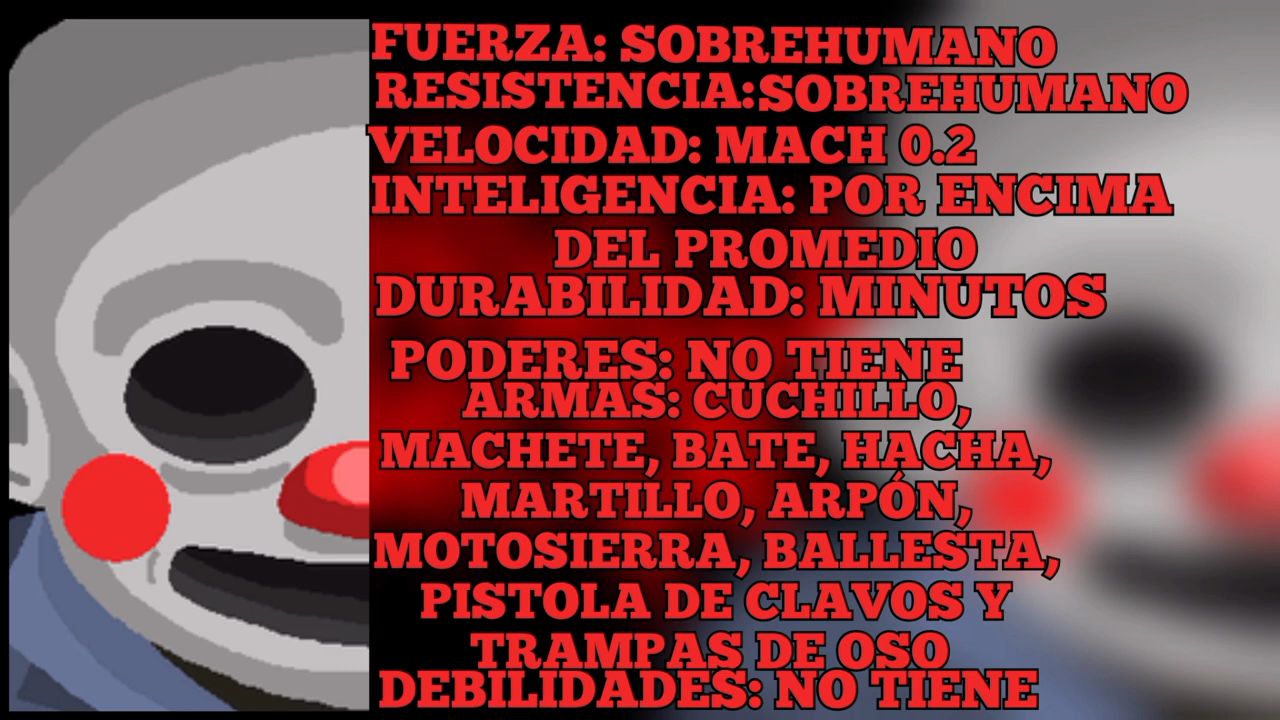 FUERZA: SOBREHUMANO
RESISTENCIA:SOBREHUMANO
VELOCIDAD: MACH 0.2
INTELIGENCIA: POR ENCIMA
DEL PROMEDIO
DURABILIDAD: MINUTOS
PODERES: NO TIENE
ARMAS: CUCHILLO,
MACHETE, BATE, HACHA,
MARTILLO, ARPÓN,
MOTOSIERRA, BALLESTA,
PISTOLA DE CLAVOS Y
TRAMPAS DE OSO
DEBILIDADES: NO TIENE